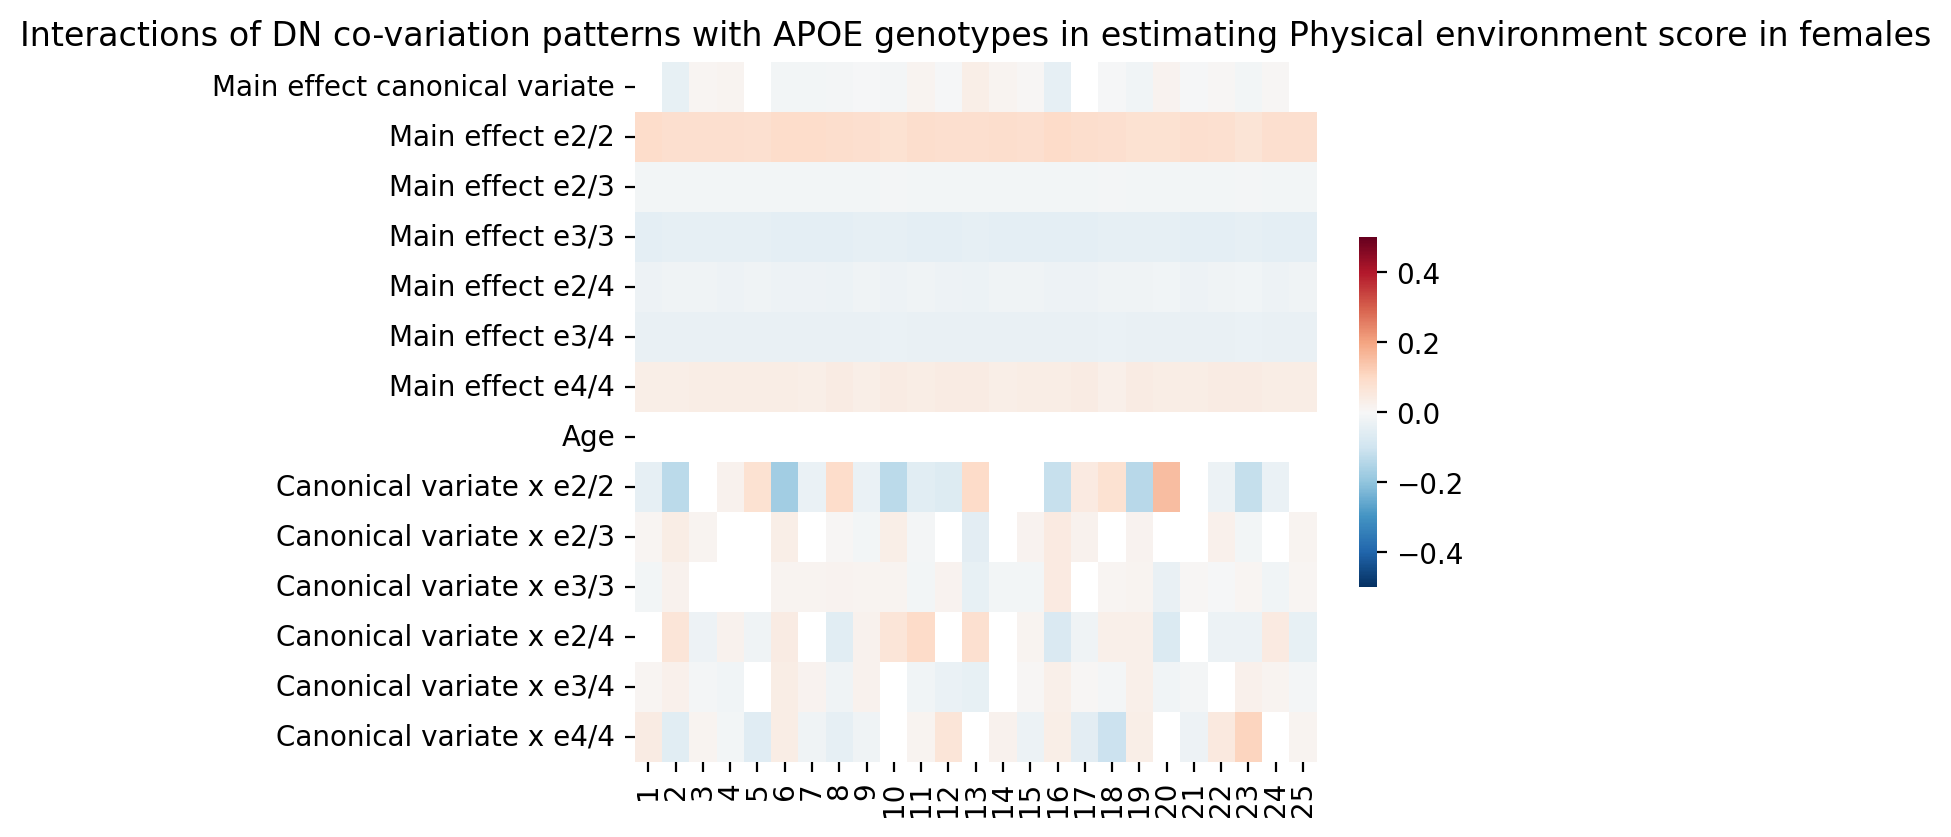 Interactions of DN co-variation patterns with APOE genotypes in estimating Physical environment score in females
Main effect canonical variate
Main effect e2/2
Main effect e2/3
Main effect e3/3
Main effect e2/4
Main effect e3/4
Main effect e4/4
Age
Canonical variate x e2/2
Canonical variate x e2/3
Canonical variate x e3/3
Canonical variate x e2/4
Canonical variate x e3/4
Canonical variate x e4/4
1 2 3 4 5 6 7 8 9 10 11 12 13 14 15 16 17 18 19 20 21 22 23 24 25
0.4
0.2
0.0
−0.2
−0.4